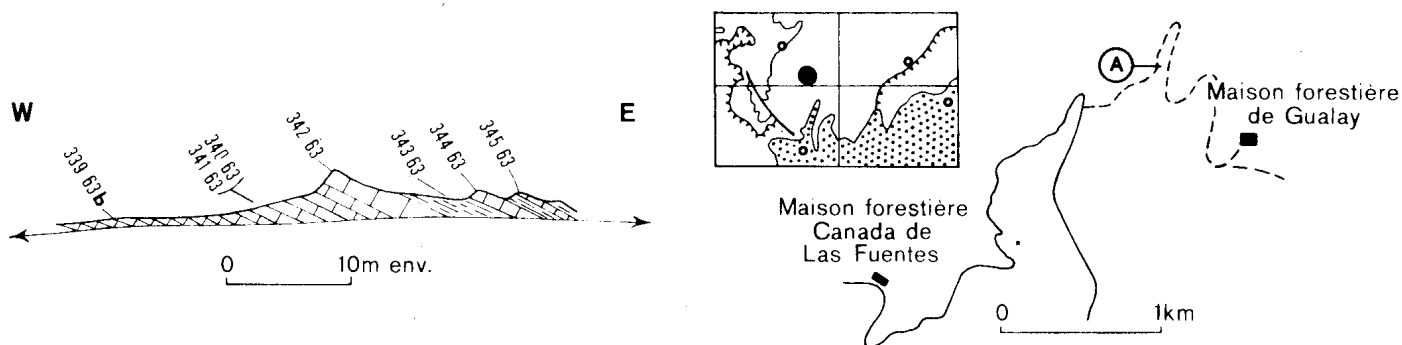 W
E
339 63b
340 63
341 63
342 63
343 63
344 63
345 63
0 10m env.
A
Maison forestière
de Gualay
Maison forestière
Canada de
Las Fuentes
0 1km